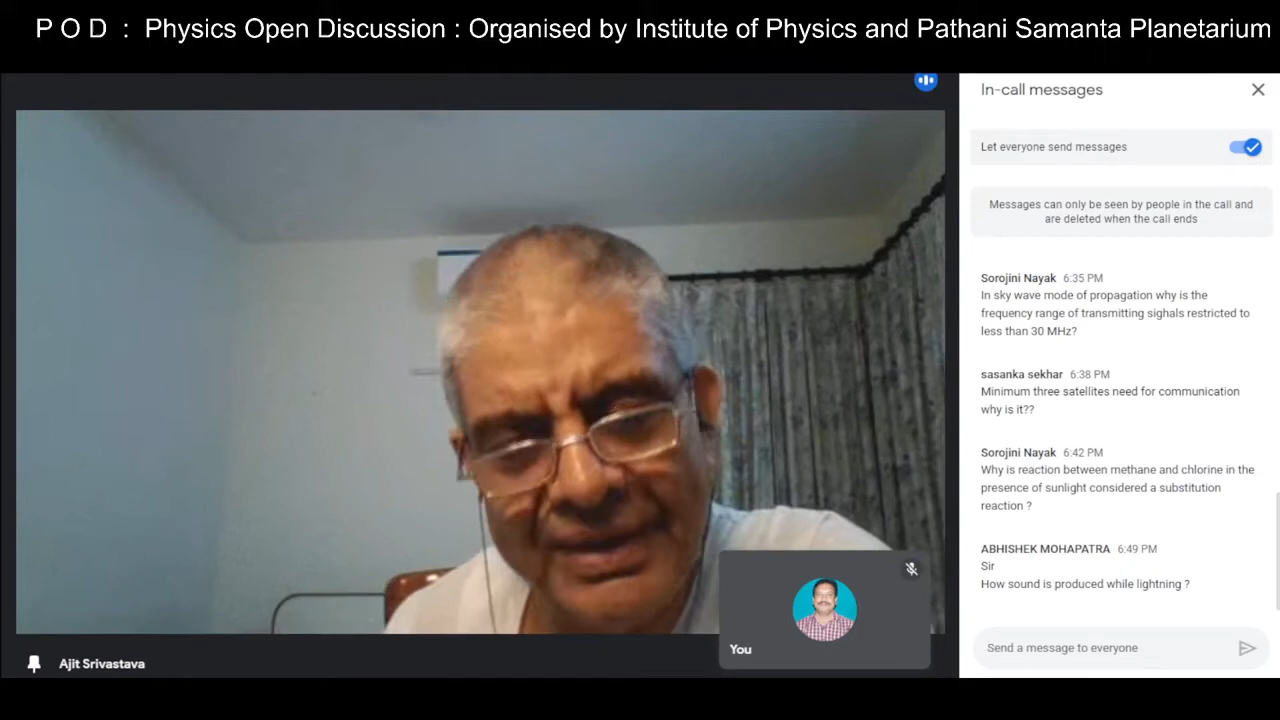 P O D : Physics Open Discussion : Organised by Institute of Physics and Pathani Samanta Planetarium
In-call messages
Let everyone send messages
Messages can only be seen by people in the call and
are deleted when the call ends
Sorojini Nayak 6:35 PM
In sky wave mode of propagation why is the
frequency range of transmitting sighals restricted to
less than 30 MHz?
sasanka sekhar 6:38 PM
Minimum three satellites need for communication
why is it??
Sorojini Nayak 6:42 PM
Why is reaction between methane and chlorine in the
presence of sunlight considered a substitution
reaction ?
ABHISHEK MOHAPATRA 6:49 PM
Sir
How sound is produced while lightning ?
Send a message to everyone
You
Ajit Srivastava